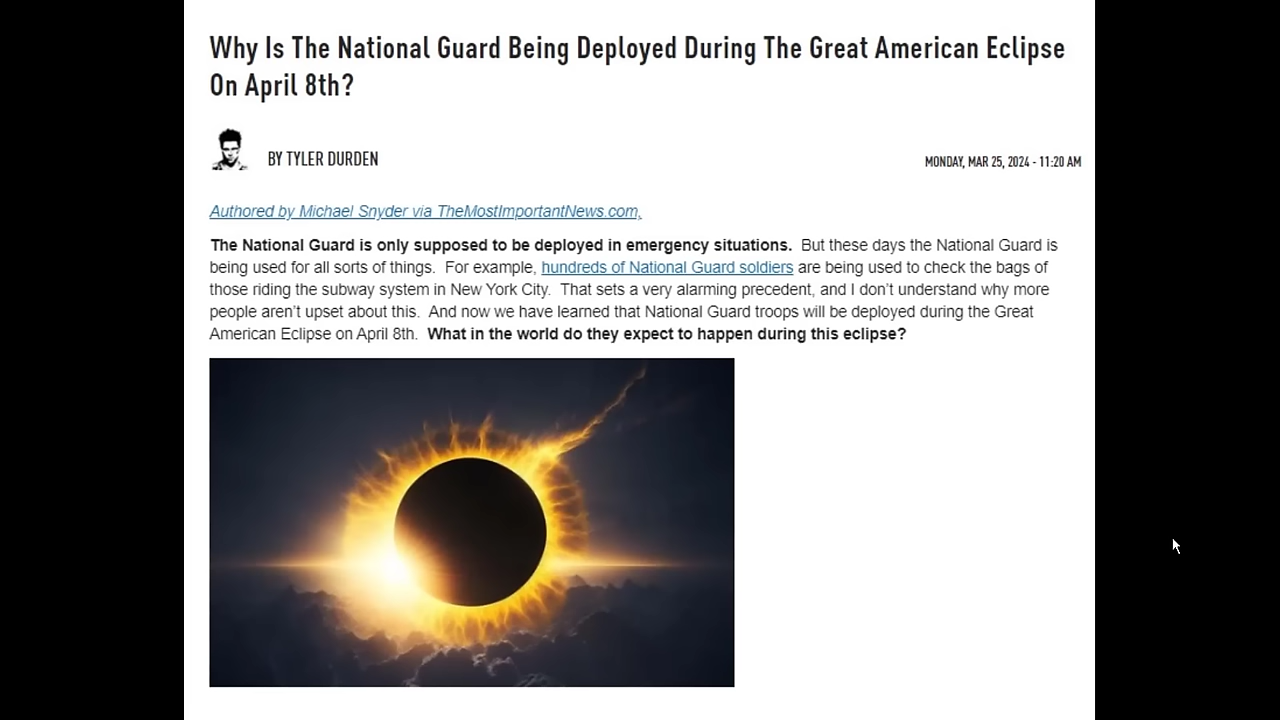 Why Is The National Guard Being Deployed During The Great American Eclipse
On April 8th?
BY TYLER DURDEN
MONDAY, MAR 25, 2024 - 11:20 AM
Authored by Michael Snyder via TheMostImportantNews.com,
The National Guard is only supposed to be deployed in emergency situations.  But these days the National Guard is
being used for all sorts of things.  For example, hundreds of National Guard soldiers are being used to check the bags of
those riding the subway system in New York City.  That sets a very alarming precedent, and I don’t understand why more
people aren’t upset about this.  And now we have learned that National Guard troops will be deployed during the Great
American Eclipse on April 8th.  What in the world do they expect to happen during this eclipse?